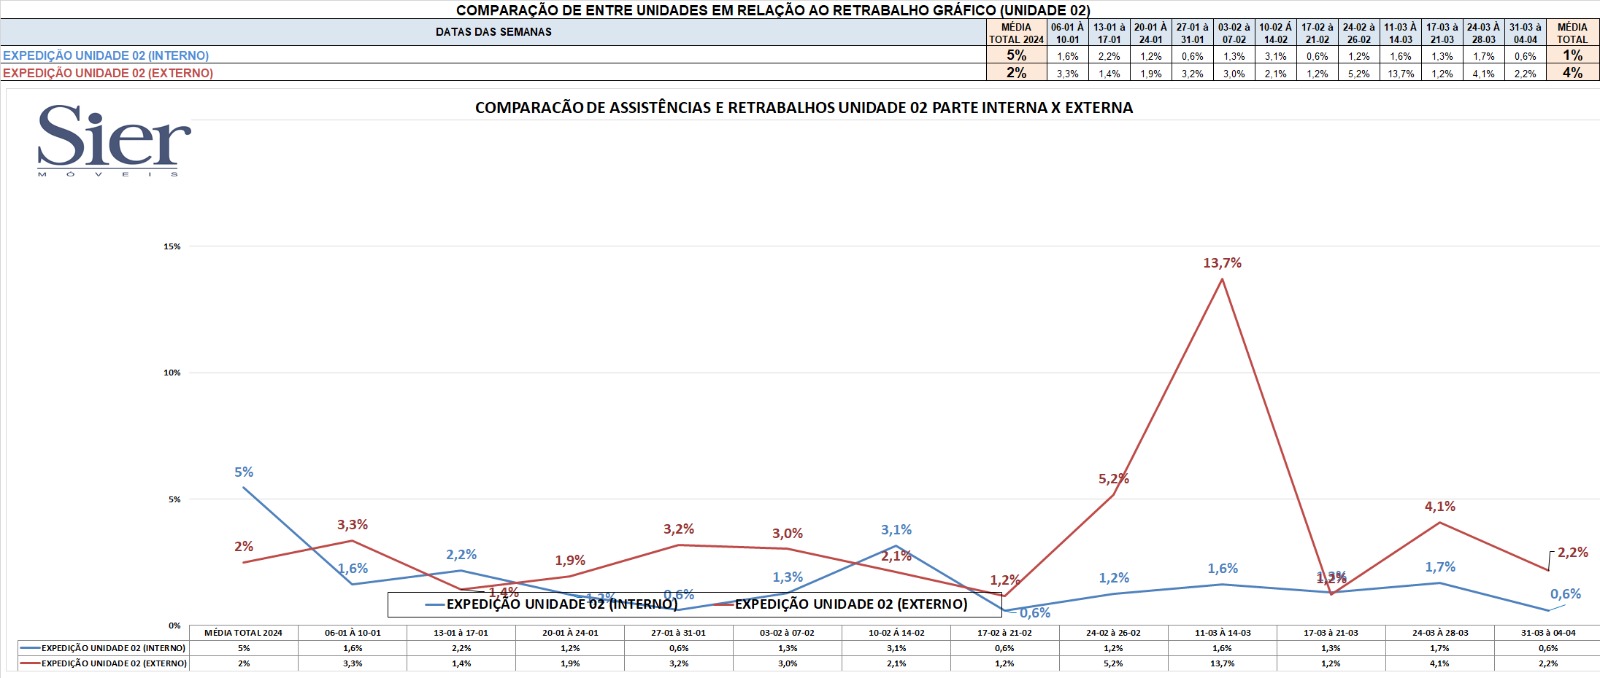 COMPARAÇÃO DE ENTRE UNIDADES EM RELAÇÃO AO RETRABALHO GRÁFICO (UNIDADE 02)
DATAS DAS SEMANAS MÉDIA TOTAL 2024 06-01 À 10-01 13-01 à 17-01 20-01 À 24-01 27-01 à 31-01 03-02 à 07-02 10-02 À 14-02 17-02 à 21-02 24-02 à 26-02 11-03 À 14-03 17-03 à 21-03 24-03 à 28-03 31-03 à 04-04 MÉDIA TOTAL
EXPEDIÇÃO UNIDADE 02 (INTERNO) 5% 1,6% 2,2% 1,2% 0,6% 1,3% 3,1% 0,6% 1,2% 1,6% 1,3% 1,7% 0,6% 1%
EXPEDIÇÃO UNIDADE 02 (EXTERNO) 2% 3,3% 1,4% 1,9% 3,2% 3,0% 2,1% 1,2% 5,2% 13,7% 1,2% 4,1% 2,2% 4%
COMPARACÃO DE ASSISTÊNCIAS E RETRABALHOS UNIDADE 02 PARTE INTERNA X EXTERNA
Sier
MÓVEIS
15%
10%
5%
0%
5% 1,6% 2,2% 1,2% 0,6% 1,3% 3,1% 0,6% 1,2% 1,6% 1,3% 1,7% 0,6%
2% 3,3% 1,4% 1,9% 3,2% 3,0% 2,1% 1,2% 5,2% 13,7% 1,2% 4,1% 2,2%
EXPEDIÇÃO UNIDADE 02 (INTERNO) EXPEDIÇÃO UNIDADE 02 (EXTERNO)
MÉDIA TOTAL 2024 06-01 À 10-01 13-01 à 17-01 20-01 À 24-01 27-01 à 31-01 03-02 à 07-02 10-02 À 14-02 17-02 à 21-02 24-02 à 26-02 11-03 À 14-03 17-03 à 21-03 24-03 à 28-03 31-03 à 04-04
EXPEDIÇÃO UNIDADE 02 (INTERNO) 5% 1,6% 2,2% 1,2% 0,6% 1,3% 3,1% 0,6% 1,2% 1,6% 1,3% 1,7% 0,6%
EXPEDIÇÃO UNIDADE 02 (EXTERNO) 2% 3,3% 1,4% 1,9% 3,2% 3,0% 2,1% 1,2% 5,2% 13,7% 1,2% 4,1% 2,2%